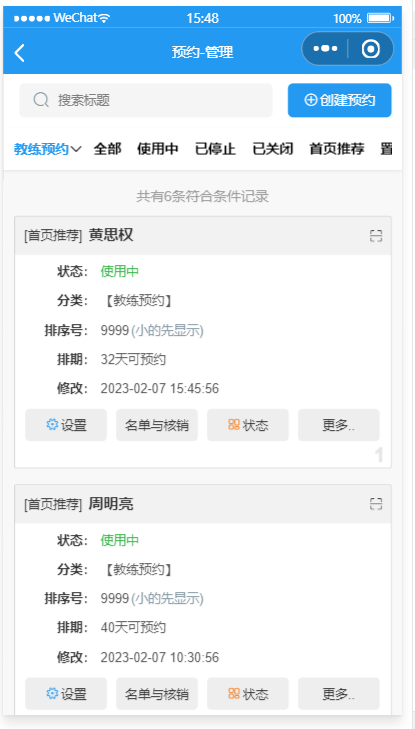 WeChat 15:48 100%
预约-管理
搜索标题 创建预约
教练预约 全部 使用中 已停止 已关闭 首页推荐 置
共有6条符合条件记录
[首页推荐] 黄思权
状态： 使用中
分类： 【教练预约】
排序号： 9999 (小的先显示)
排期： 32天可预约
修改： 2023-02-07 15:45:56
设置 名单与核销 状态 更多..
1
[首页推荐] 周明亮
状态： 使用中
分类： 【教练预约】
排序号： 9999 (小的先显示)
排期： 40天可预约
修改： 2023-02-07 10:30:56
设置 名单与核销 状态 更多..